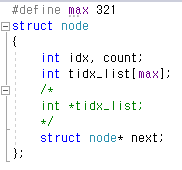 #define max 321
struct node
{
int idx, count;
int tidx_list[max];
/*
int *tidx_list;
*/
struct node* next;
};